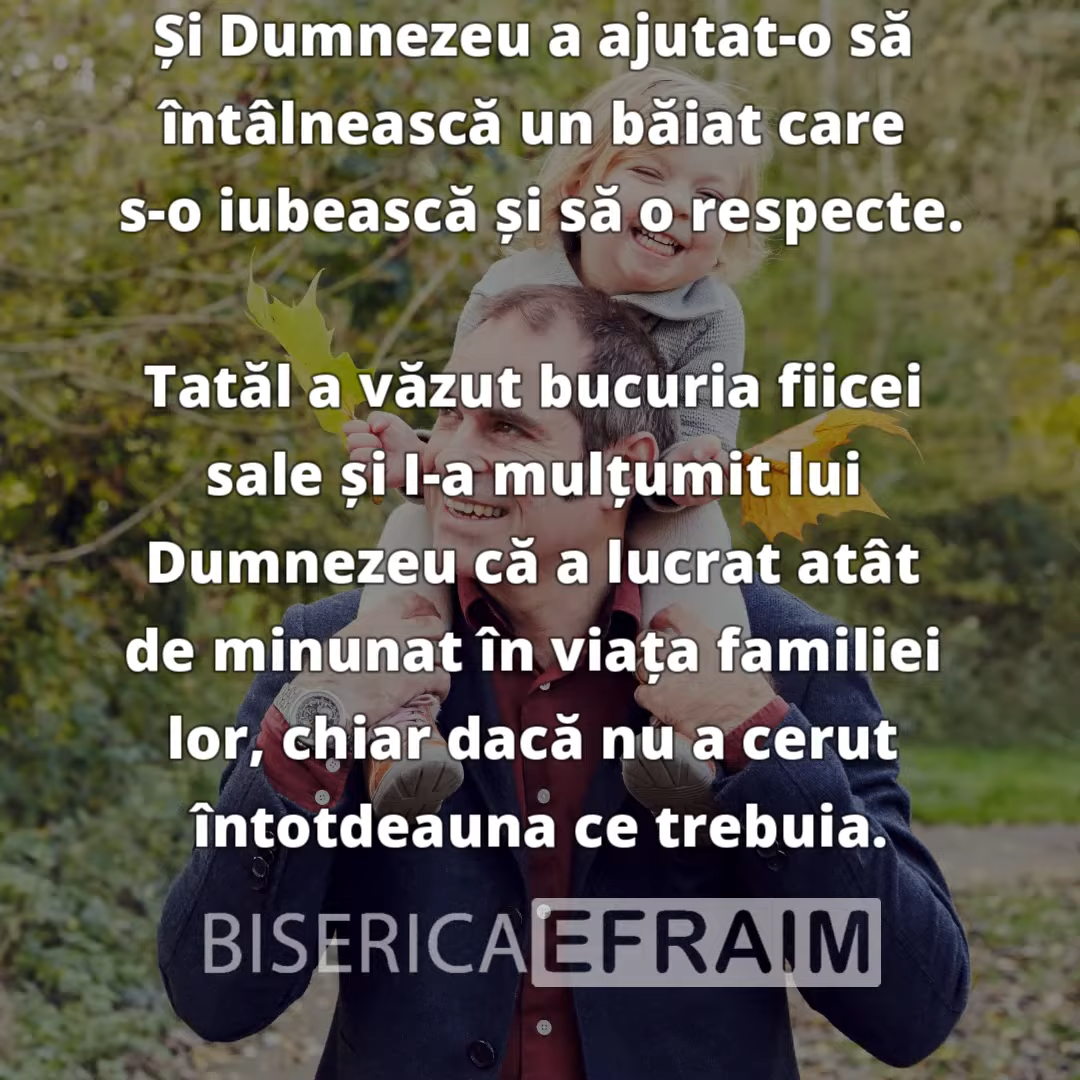 Și Dumnezeu a ajutat-o să
întâlnească un băiat care
s-o iubească și să o respecte.
Tatăl a văzut bucuria fiicei
sale și I-a mulțumit lui
Dumnezeu că a lucrat atât
de minunat în viața familiei
lor, chiar dacă nu a cerut
întotdeauna ce trebuia.
BISERICA EFRAIM